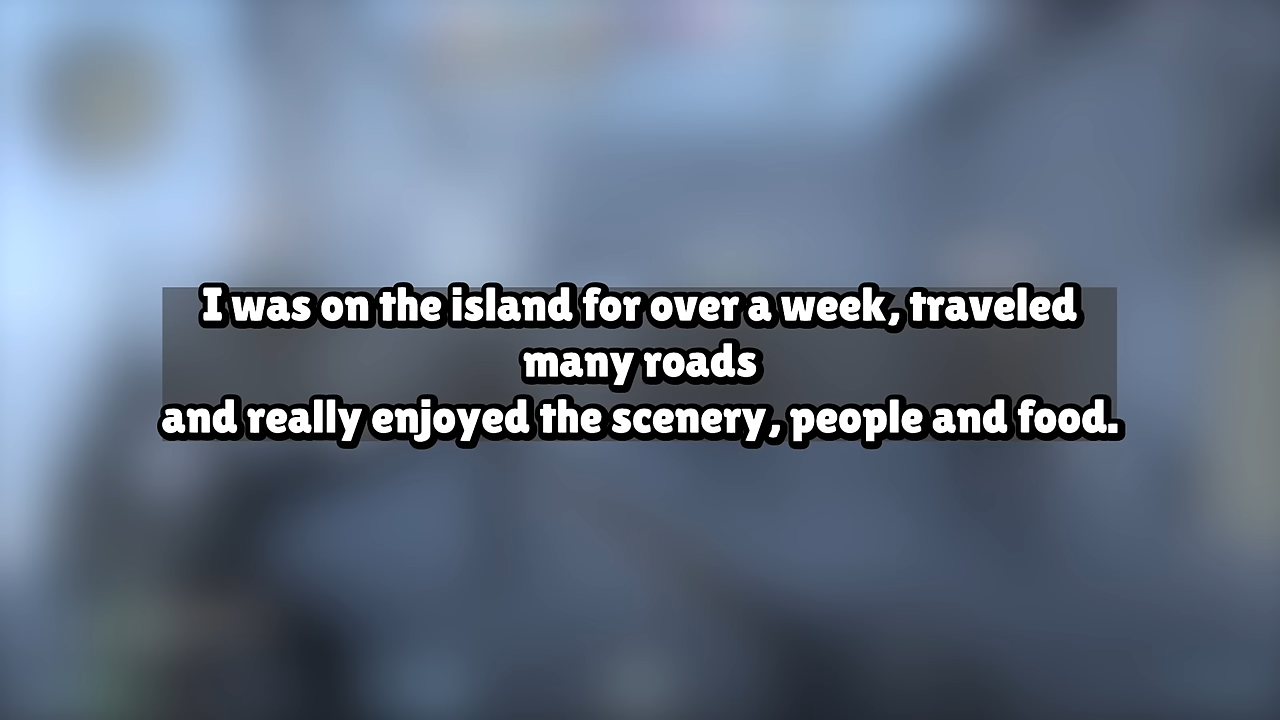 I was on the island for over a week, traveled
many roads
and really enjoyed the scenery, people and food.